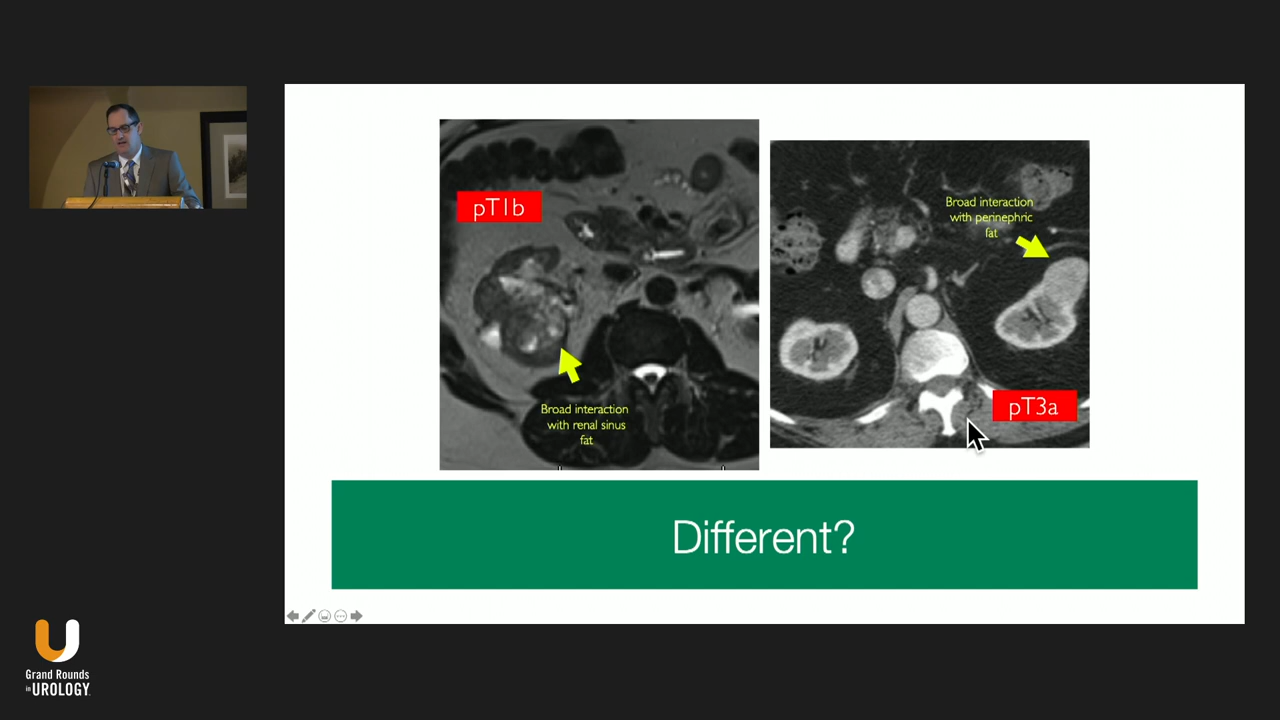 pT1b
Broad interaction
with renal sinus
fat
Broad interaction
with perinephric
fat
pT3a
Different?
Grand Rounds
in UROLOGY